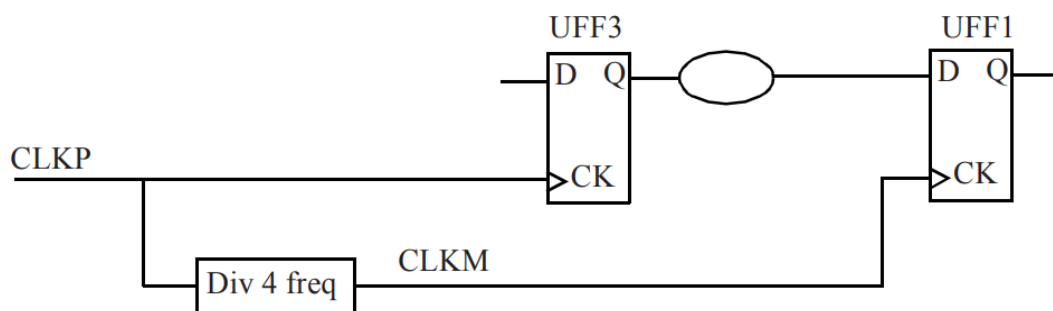 UFF3
UFF1
D Q
D Q
CLKP
CK
CK
CLKM
Div 4 freq